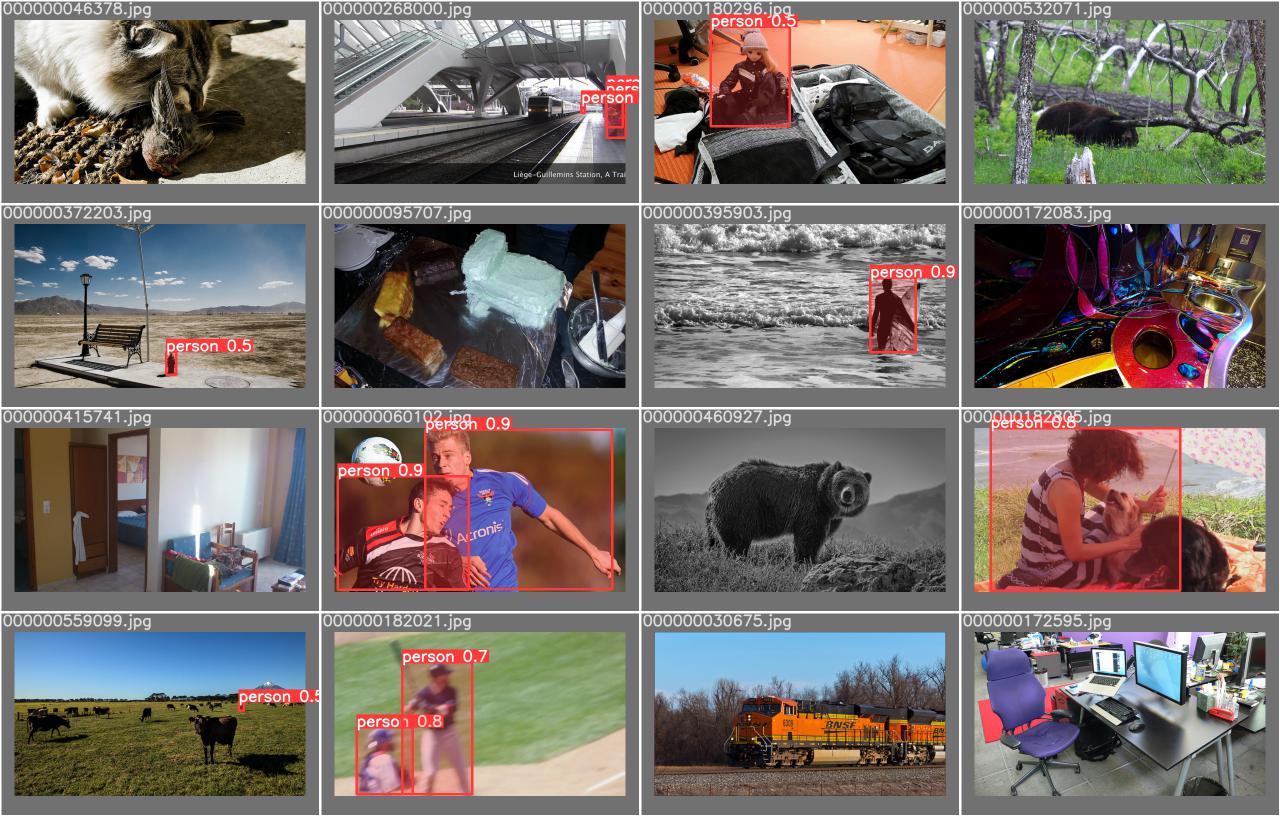 000000046378.jpg
000000268000.jpg
000000180296.jpg
000000532071.jpg
person 0.5
person
Liège-Guillemins Station, A Trai
000000372203.jpg
000000095707.jpg
000000395903.jpg
000000172083.jpg
person 0.9
person 0.5
000000415741.jpg
000000060102.jpg
000000460927.jpg
000000182805.jpg
person 0.9
person 0.8
person 0.9
Acronis
000000559099.jpg
000000182021.jpg
000000030675.jpg
000000172595.jpg
person 0.7
person 0.5
person 0.8
BNSF